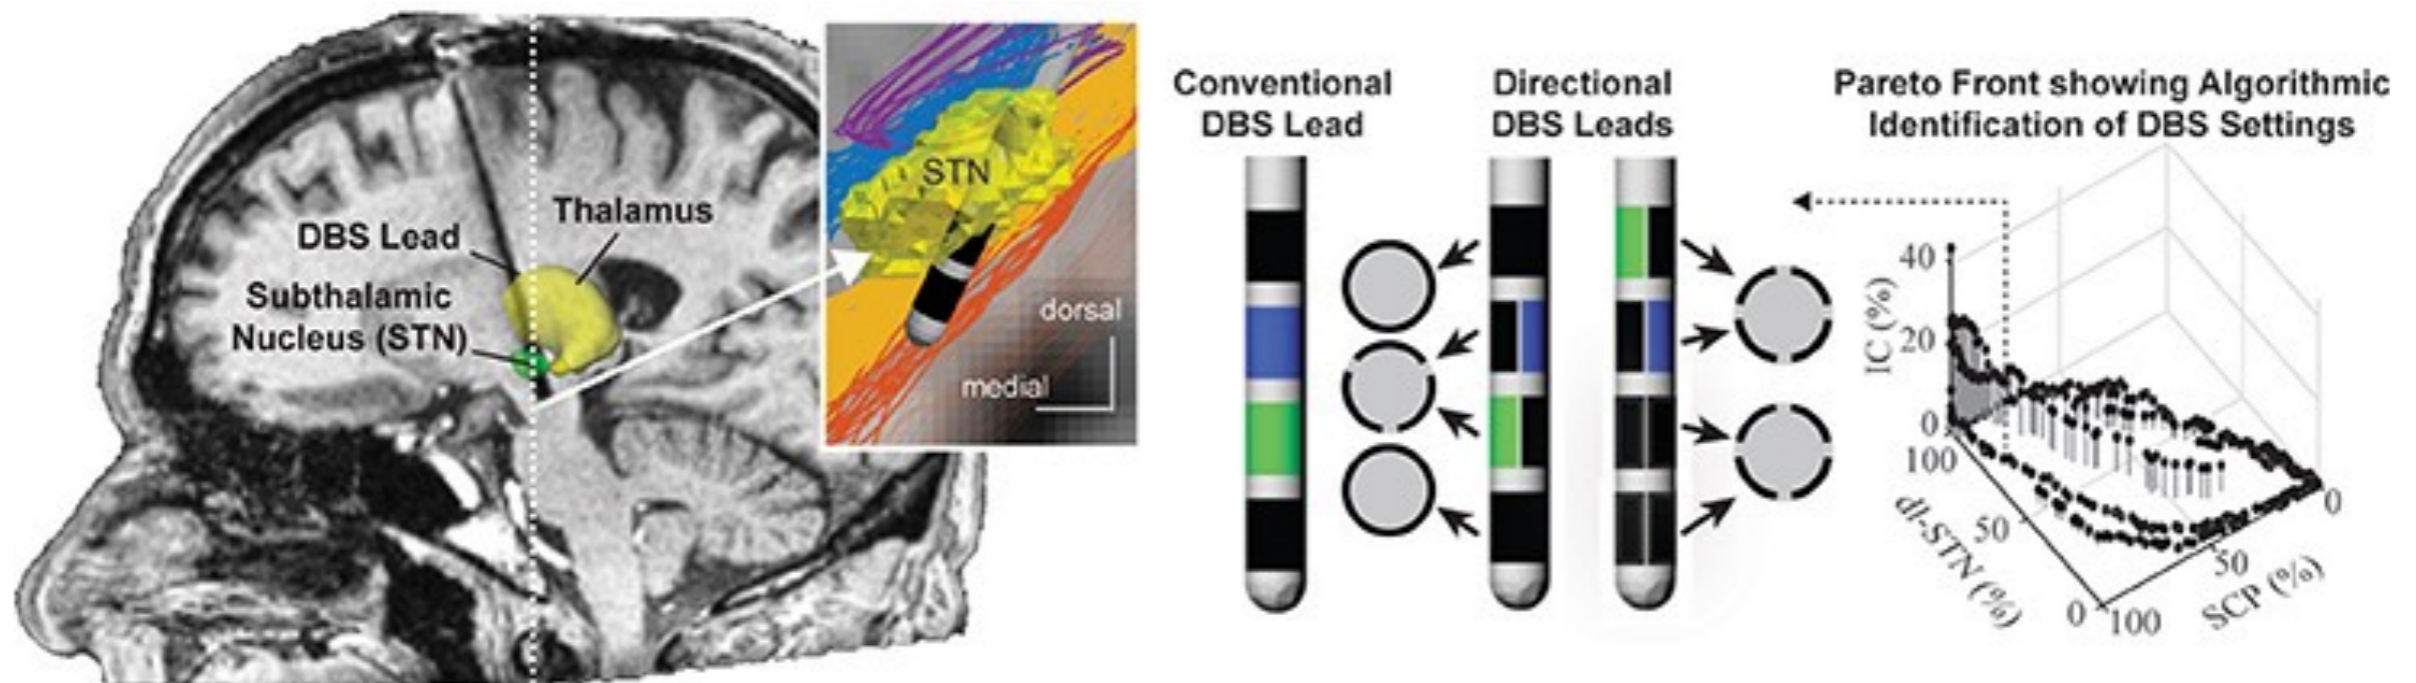 DBS Lead
Thalamus
Subthalamic
Nucleus (STN)
STN
dorsal
medial
Conventional
DBS Lead
Directional
DBS Leads
Pareto Front showing Algorithmic
Identification of DBS Settings
IC (%)
40
20
0
100
50
0
dl-STN (%)
100
50
0
SCP (%)